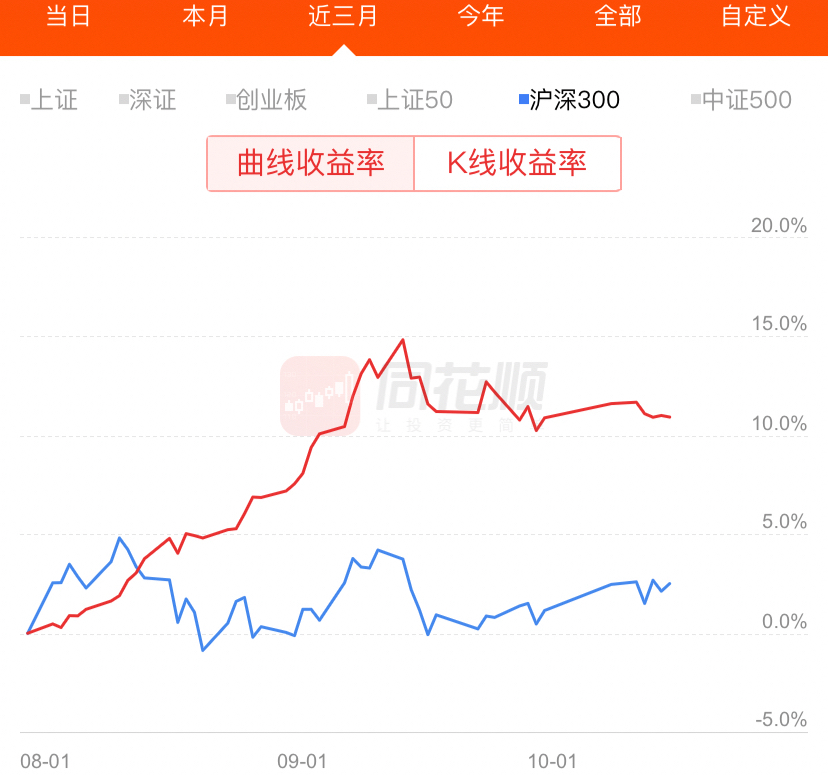 当日 本月 近三月 今年 全部 自定义
上证 深证 创业板 上证50 沪深300 中证500
曲线收益率 K线收益率
20.0%
15.0%
同花顺
让投资更简
10.0%
5.0%
0.0%
-5.0%
08-01 09-01 10-01